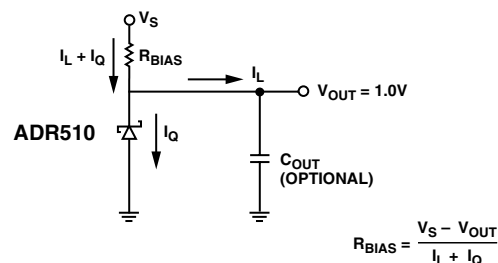 VS
IL + IQ
RBIAS
IL
VOUT = 1.0V
ADR510
IQ
COUT
(OPTIONAL)
RBIAS = VS – VOUT
IL + IQ